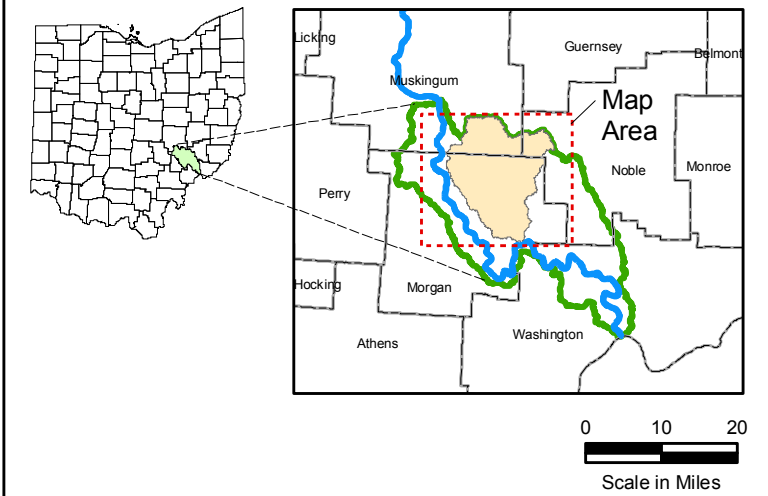 Licking
Guernsey
Belmont
Muskingum
Map
Area
Noble
Monroe
Perry
Hocking
Morgan
Washington
Athens
0 10 20
Scale in Miles